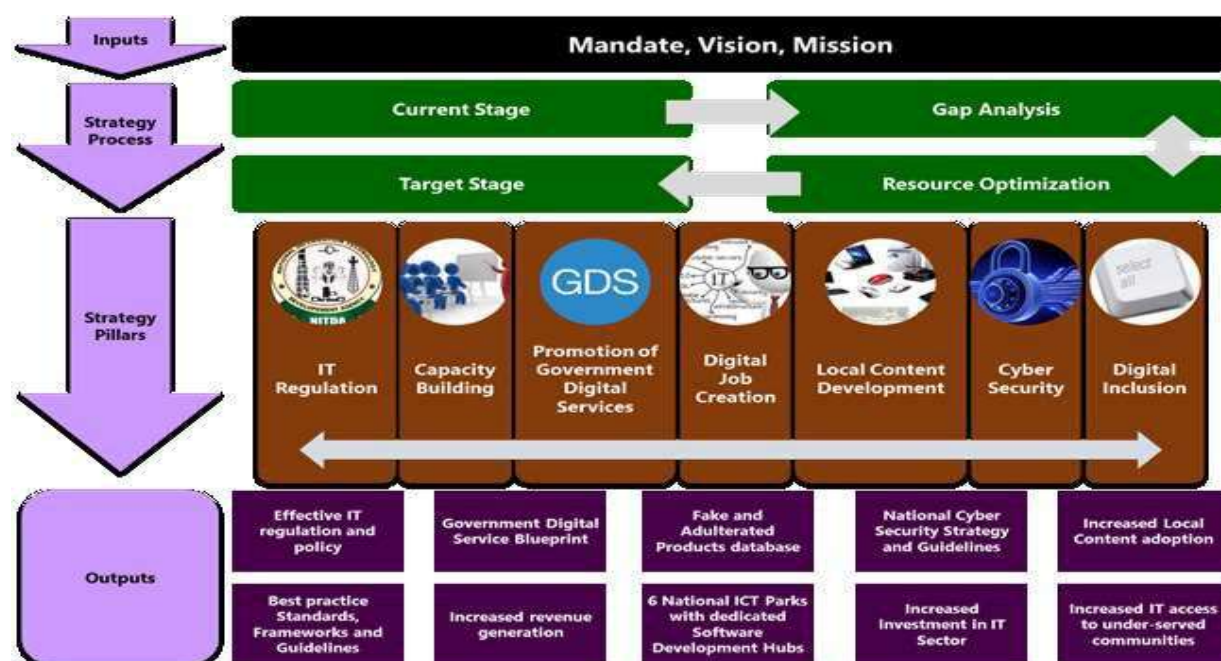 Inputs
Mandate, Vision, Mission
Strategy
Process
Current Stage
Gap Analysis
Target Stage
Resource Optimization
Strategy
Pillars
NITDA
GDS
IT
select
all
IT
Regulation
Capacity
Building
Promotion of
Government
Digital
Services
Digital
Job
Creation
Local Content
Development
Cyber
Security
Digital
Inclusion
Outputs
Effective IT
regulation and
policy
Government Digital
Service Blueprint
Fake and
Adulterated
Products database
National Cyber
Security Strategy
and Guidelines
Increased Local
Content adoption
Best practice
Standards,
Frameworks and
Guidelines
Increased revenue
generation
6 National ICT Parks
with dedicated
Software
Development Hubs
Increased
Investment in IT
Sector
Increased IT access
to under-served
communities